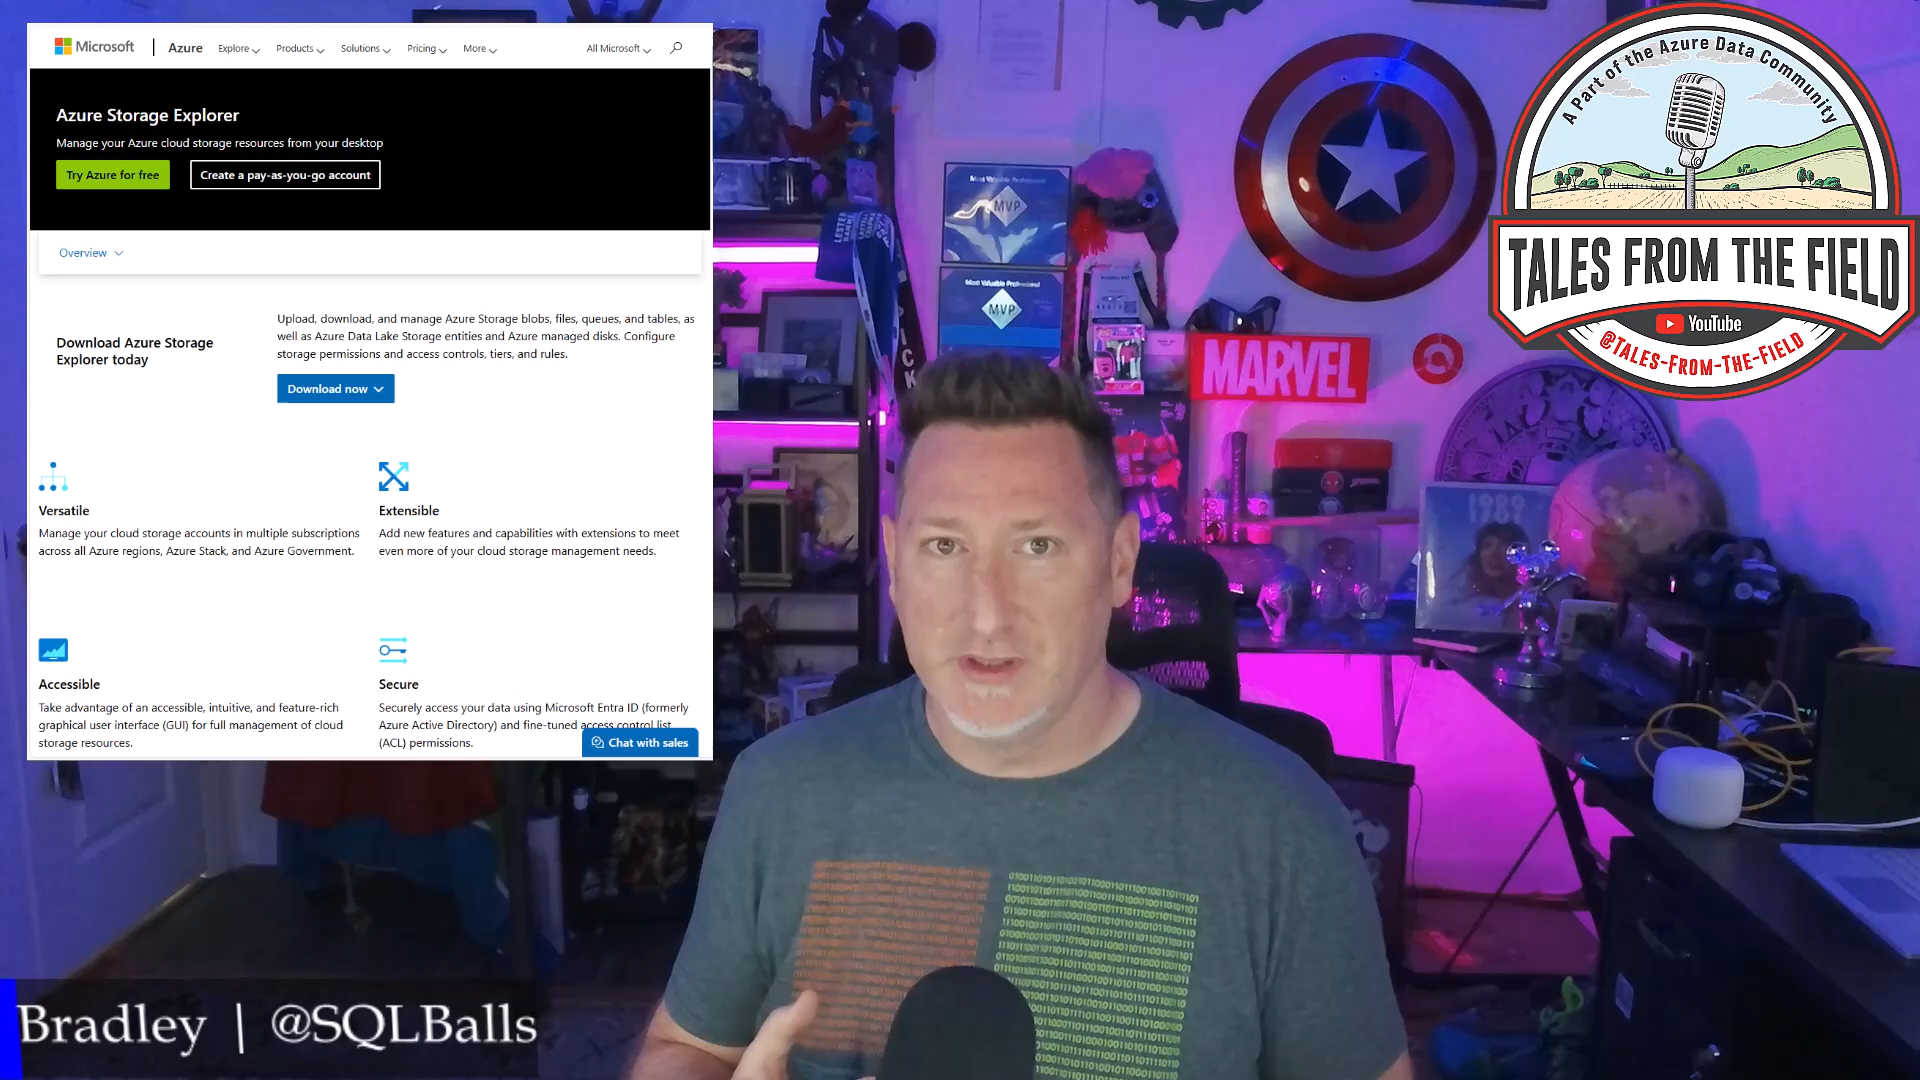 Microsoft
Azure
Explore
Products
Solutions
Pricing
More
All Microsoft
Azure Storage Explorer
Manage your Azure cloud storage resources from your desktop
Try Azure for free
Create a pay-as-you-go account
Overview
Download Azure Storage
Explorer today
Upload, download, and manage Azure Storage blobs, files, queues, and tables, as
well as Azure Data Lake Storage entities and Azure managed disks. Configure
storage permissions and access controls, tiers, and rules.
Download now
Versatile
Manage your cloud storage accounts in multiple subscriptions
across all Azure regions, Azure Stack, and Azure Government.
Extensible
Add new features and capabilities with extensions to meet
even more of your cloud storage management needs.
Accessible
Take advantage of an accessible, intuitive, and feature-rich
graphical user interface (GUI) for full management of cloud
storage resources.
Secure
Securely access your data using Microsoft Entra ID (formerly
Azure Active Directory) and fine-tuned access control list
(ACL) permissions.
Chat with sales
Most Valuable Professional
MVP
Most Valuable Professional
MVP
MARVEL
1989
A Part of the Azure Data Community
TALES FROM THE FIELD
YouTube
@TALES-FROM-THE-FIELD
Bradley | @SQLBalls